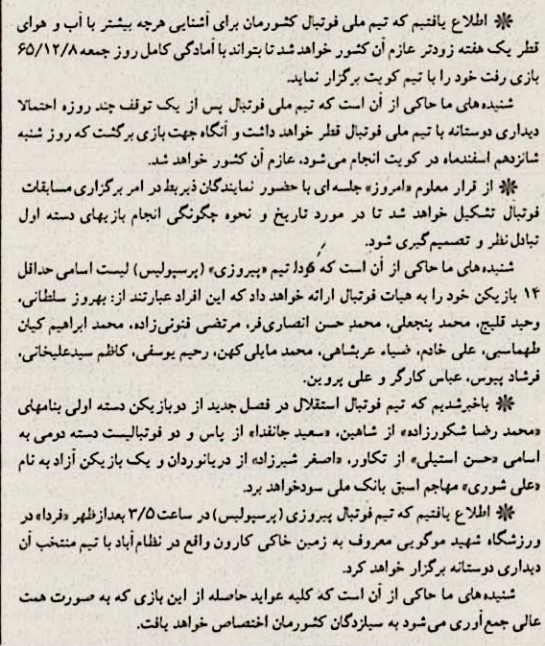 ❋ اطلاع یافتیم که تیم ملی فوتبال کشورمان برای آشنایی هرچه بیشتر با آب و هوای
قطر یک هفته زودتر عازم آن کشور خواهد شد تا بتواند با آمادگی کامل روز جمعه ۶۵/۱۲/۸
بازی رفت خود را با تیم کویت برگزار نماید.
شنیده‌های ما حاکی از آن است که تیم ملی فوتبال پس از یک توقف چند روزه احتمالا
دیداری دوستانه با تیم ملی فوتبال قطر خواهد داشت و آنگاه جهت بازی برگشت که روز شنبه
شانزدهم اسفندماه در کویت انجام می‌شود، عازم آن کشور خواهد شد.
❋ از قرار معلوم «امروز» جلسه‌ای با حضور نمایندگان ذیربط در امر برگزاری مسابقات
فوتبال تشکیل خواهد شد تا در مورد تاریخ و نحوه چگونگی انجام بازیهای دسته اول
تبادل نظر و تصمیم‌گیری شود.
شنیده‌های ما حاکی از آن است که فردا تیم «پیروزی» (پرسپولیس) لیست اسامی حداقل
۱۴ بازیکن خود را به هیات فوتبال ارائه خواهد داد که این افراد عبارتند از: بهروز سلطانی،
وحید قلیچ، محمد پنجعلی، محمد حسن انصاری‌فر، مرتضی فنونی‌زاده، محمد ابراهیم کیان
طهماسبی، علی خادم، ضیاء عربشاهی، محمد مایلی‌کهن، رحیم یوسفی، کاظم سیدعلیخانی،
فرشاد پیوس، عباس کارگر و علی پروین.
❋ باخبرشدیم که تیم فوتبال استقلال در فصل جدید از دوبازیکن دسته اولی بنامهای
«محمد رضا شکورزاده» از شاهین، «سعید جانفدا» از پاس و دو فوتبالیست دسته دومی به
اسامی «حسن استیلی» از تکاور، «اصغر شیرزاد» از دریانوردان و یک بازیکن آزاد به نام
«علی شوری» مهاجم اسبق بانک ملی سودخواهد برد.
❋ اطلاع یافتیم که تیم فوتبال پیروزی (پرسپولیس) در ساعت ۳/۵ بعدازظهر «فردا» در
ورزشگاه شهید موگویی معروف به زمین خاکی کارون واقع در نظام‌آباد با تیم منتخب آن
دیداری دوستانه برگزار خواهد کرد.
شنیده‌های ما حاکی از آن است که کلیه عواید حاصله از این بازی که به صورت همت
عالی جمع‌آوری می‌شود به سیلزدگان کشورمان اختصاص خواهد یافت.